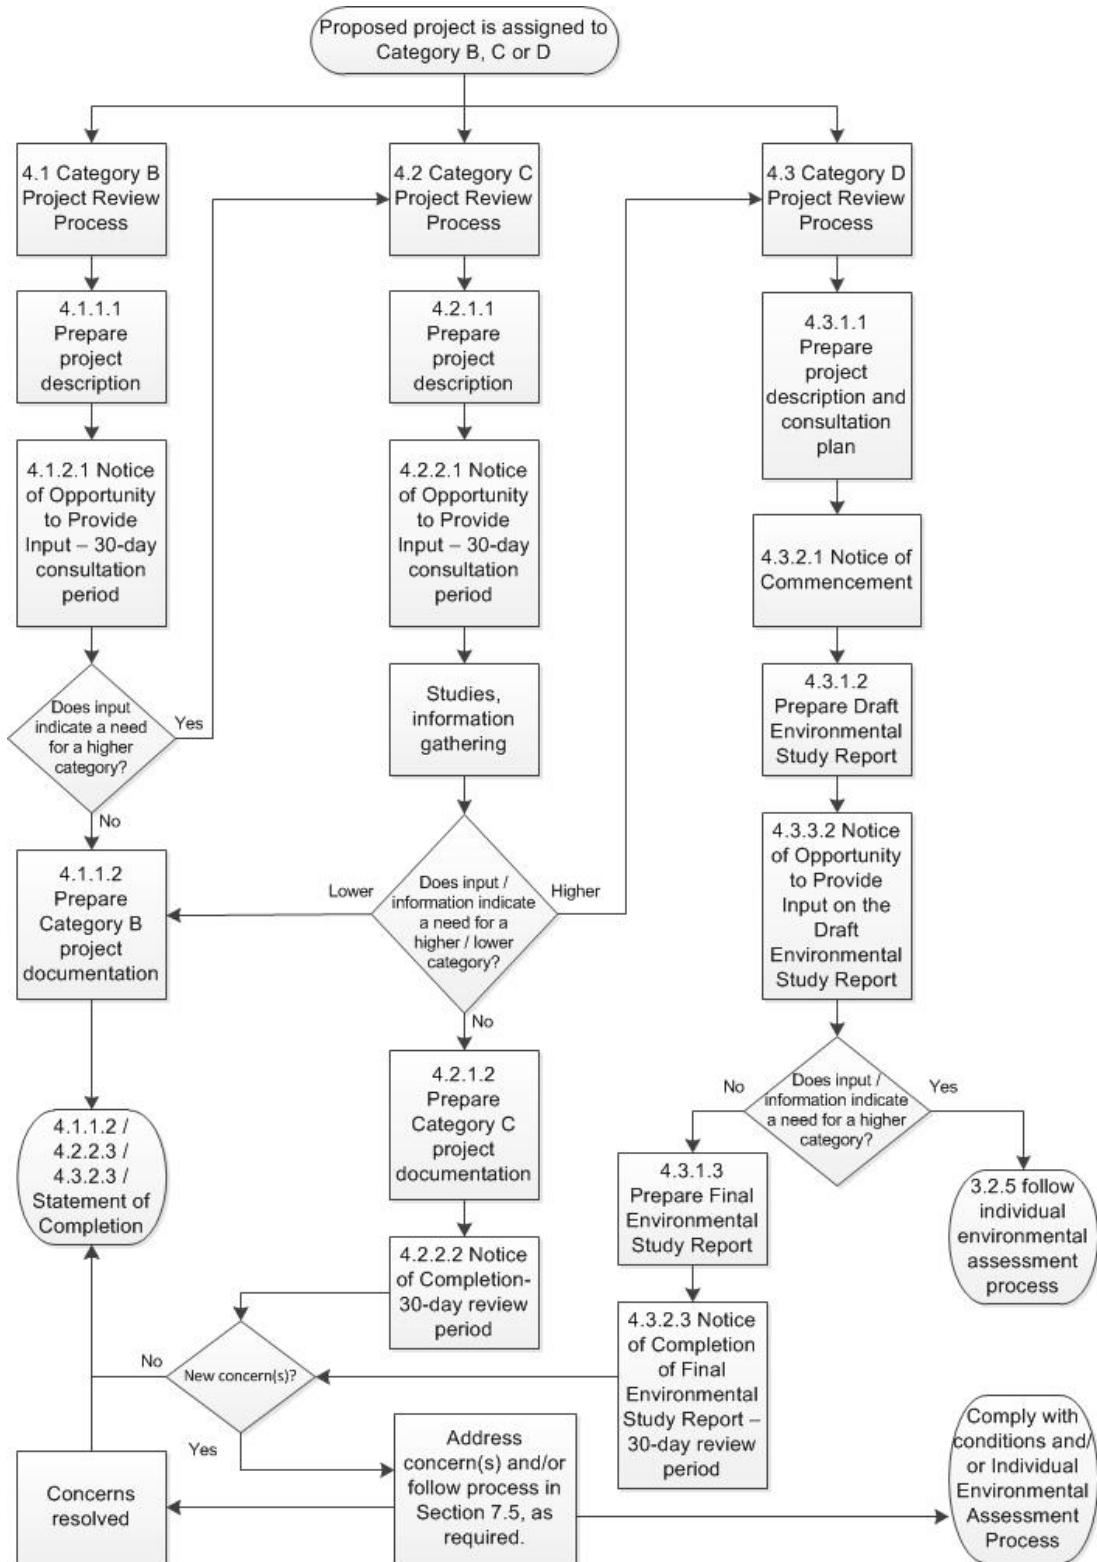 Proposed project is assigned to
Category B, C or D
4.1 Category B
Project Review
Process
4.2 Category C
Project Review
Process
4.3 Category D
Project Review
Process
4.1.1.1
Prepare
project
description
4.2.1.1
Prepare
project
description
4.3.1.1
Prepare
project
description and
consultation
plan
4.1.2.1 Notice
of Opportunity
to Provide
Input – 30-day
consultation
period
4.2.2.1 Notice
of Opportunity
to Provide
Input – 30-day
consultation
period
4.3.2.1 Notice of
Commencement
Does input
indicate a need
for a higher
category?
Yes
No
Studies,
information
gathering
4.3.1.2
Prepare Draft
Environmental
Study Report
4.1.1.2
Prepare
Category B
project
documentation
Lower
Does input /
information indicate
a need for a
higher / lower
category?
Higher
No
4.3.3.2 Notice
of Opportunity
to Provide
Input on the
Draft
Environmental
Study Report
4.2.1.2
Prepare
Category C
project
documentation
No
Does input /
information indicate
a need for a higher
category?
Yes
4.1.1.2 /
4.2.2.3 /
4.3.2.3 /
Statement of
Completion
4.3.1.3
Prepare Final
Environmental
Study Report
3.2.5 follow
individual
environmental
assessment
process
4.2.2.2 Notice
of Completion-
30-day review
period
4.3.2.3 Notice
of Completion
of Final
Environmental
Study Report –
30-day review
period
No
New concern(s)?
Yes
Concerns
resolved
Address
concern(s) and/or
follow process in
Section 7.5, as
required.
Comply with
conditions and/
or Individual
Environmental
Assessment
Process